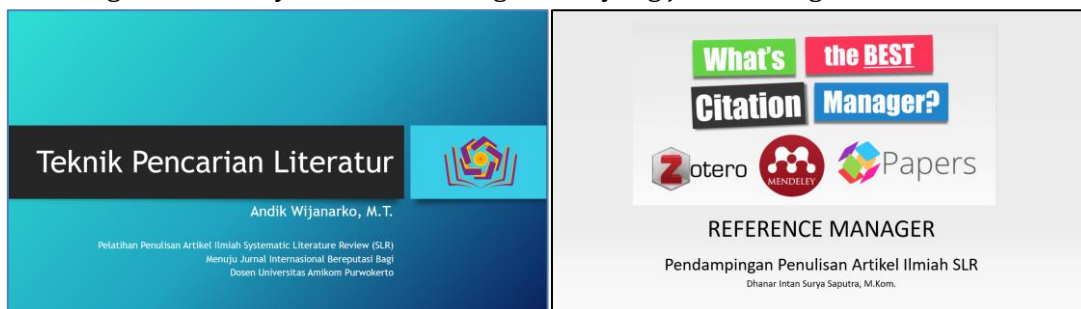 Teknik Pencarian Literatur
Andik Wijanarko, M.T.
Pelatihan Penulisan Artikel Ilmiah Systematic Literature Review (SLR)
Menuju Jurnal Internasional Bereputasi Bagi
Dosen Universitas Amikom Purwokerto
What's the BEST
Citation Manager?
Zotero MENDELEY Papers
REFERENCE MANAGER
Pendampingan Penulisan Artikel Ilmiah SLR
Dhanar Intan Surya Saputra, M.Kom.